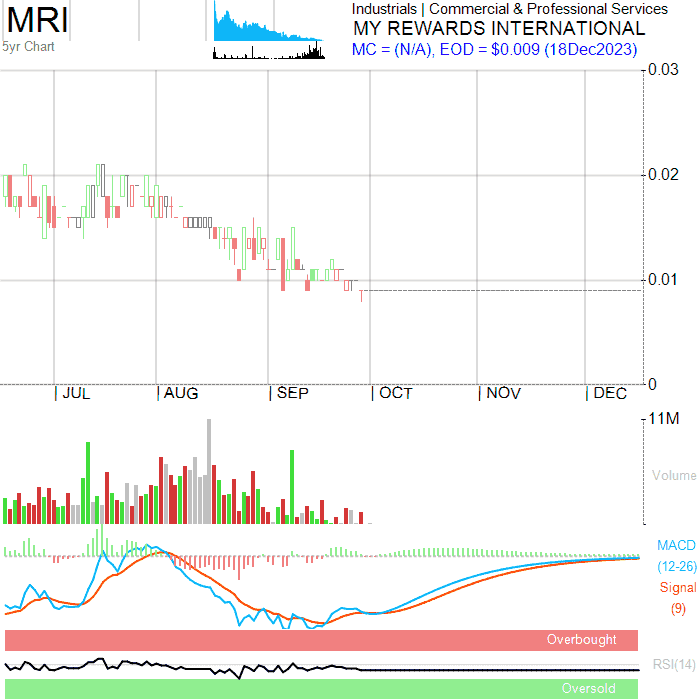 MRI
5yr Chart
Industrials | Commercial & Professional Services
MY REWARDS INTERNATIONAL
MC = (N/A), EOD = $0.009 (18Dec2023)
0.03
0.02
0.01
0
| JUL | AUG | SEP | OCT | NOV | DEC
11M
Volume
MACD
(12-26)
Signal
(9)
Overbought
RSI(14)
Oversold